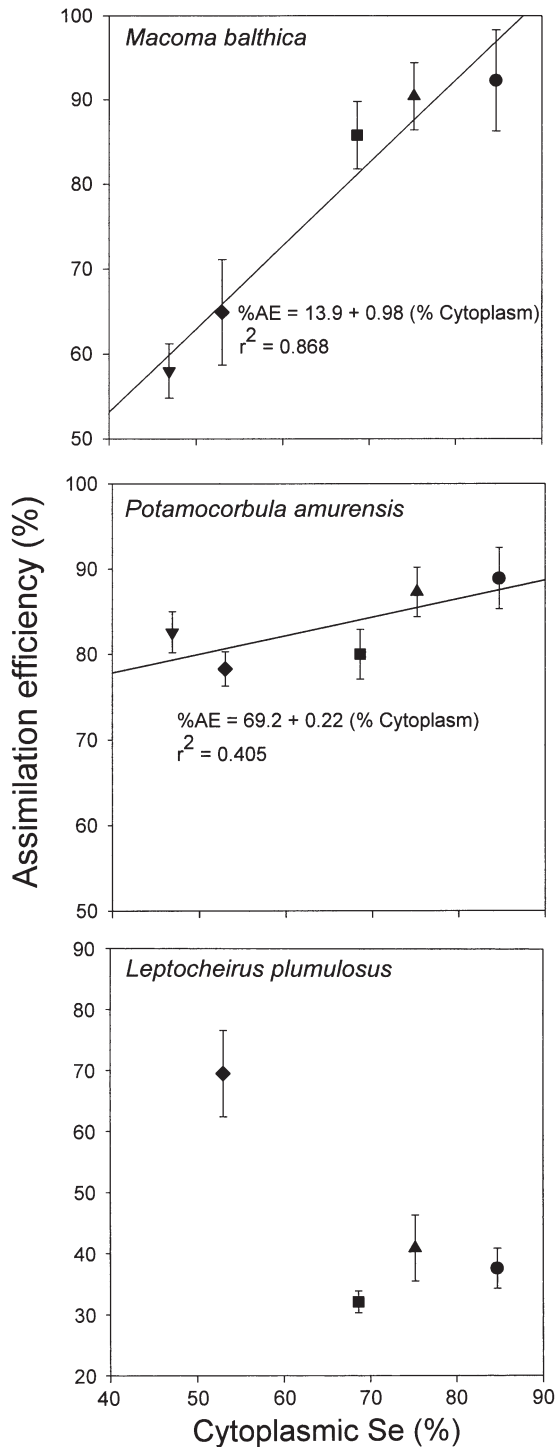 Macoma balthica
100
90
80
70
60
50
%AE = 13.9 + 0.98 (% Cytoplasm)
r2 = 0.868
Assimilation efficiency (%)
Potamocorbula amurensis
100
90
80
70
60
50
%AE = 69.2 + 0.22 (% Cytoplasm)
r2 = 0.405
Leptocheirus plumulosus
90
80
70
60
50
40
30
20
40 50 60 70 80 90
Cytoplasmic Se (%)